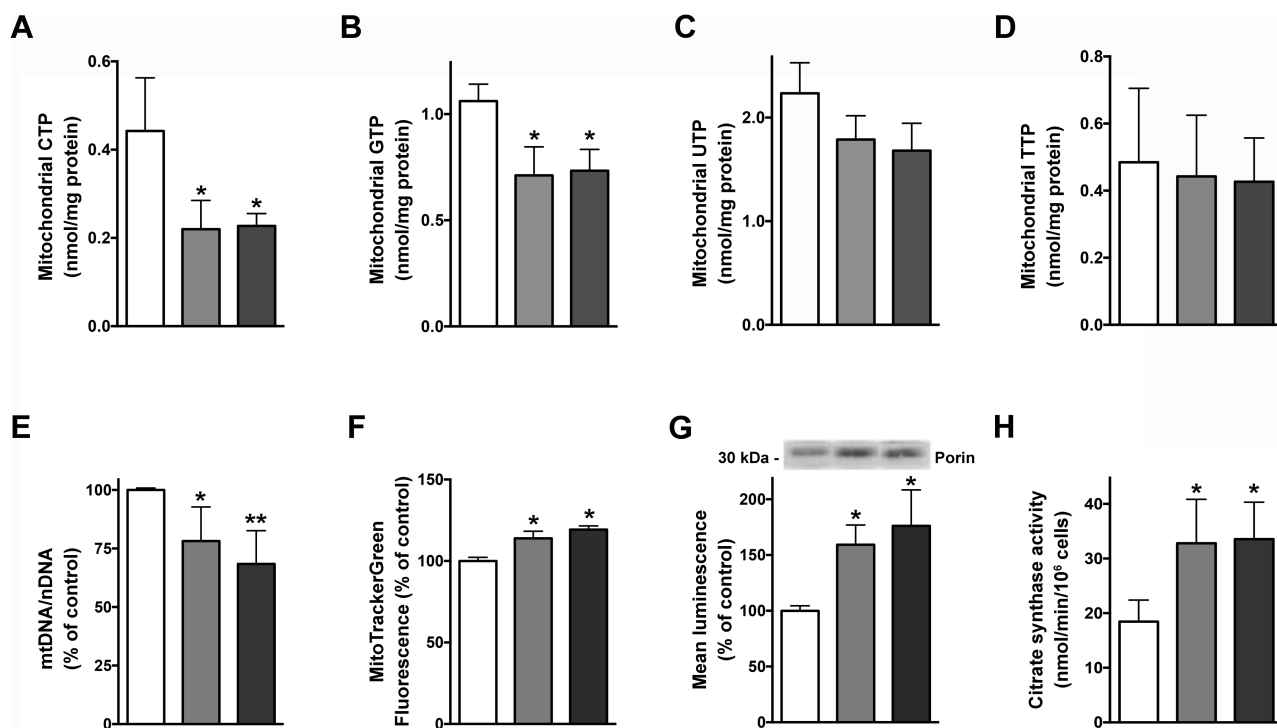 A
Mitochondrial CTP
(nmol/mg protein)
0.6
0.4
0.2
0.0
*
*
B
Mitochondrial GTP
(nmol/mg protein)
1.0
0.5
0.0
*
*
C
Mitochondrial UTP
(nmol/mg protein)
2.0
1.0
0.0
D
Mitochondrial TTP
(nmol/mg protein)
0.8
0.6
0.4
0.2
0.0
E
mtDNA/nDNA
(% of control)
100
75
50
25
0
*
**
F
MitoTrackerGreen
Fluorescence (% of control)
150
100
50
0
*
*
G
30 kDa -
Porin
Mean luminescence
(% of control)
200
150
100
50
0
*
*
H
Citrate synthase activity
(nmol/min/10⁶ cells)
40
30
20
10
0
*
*